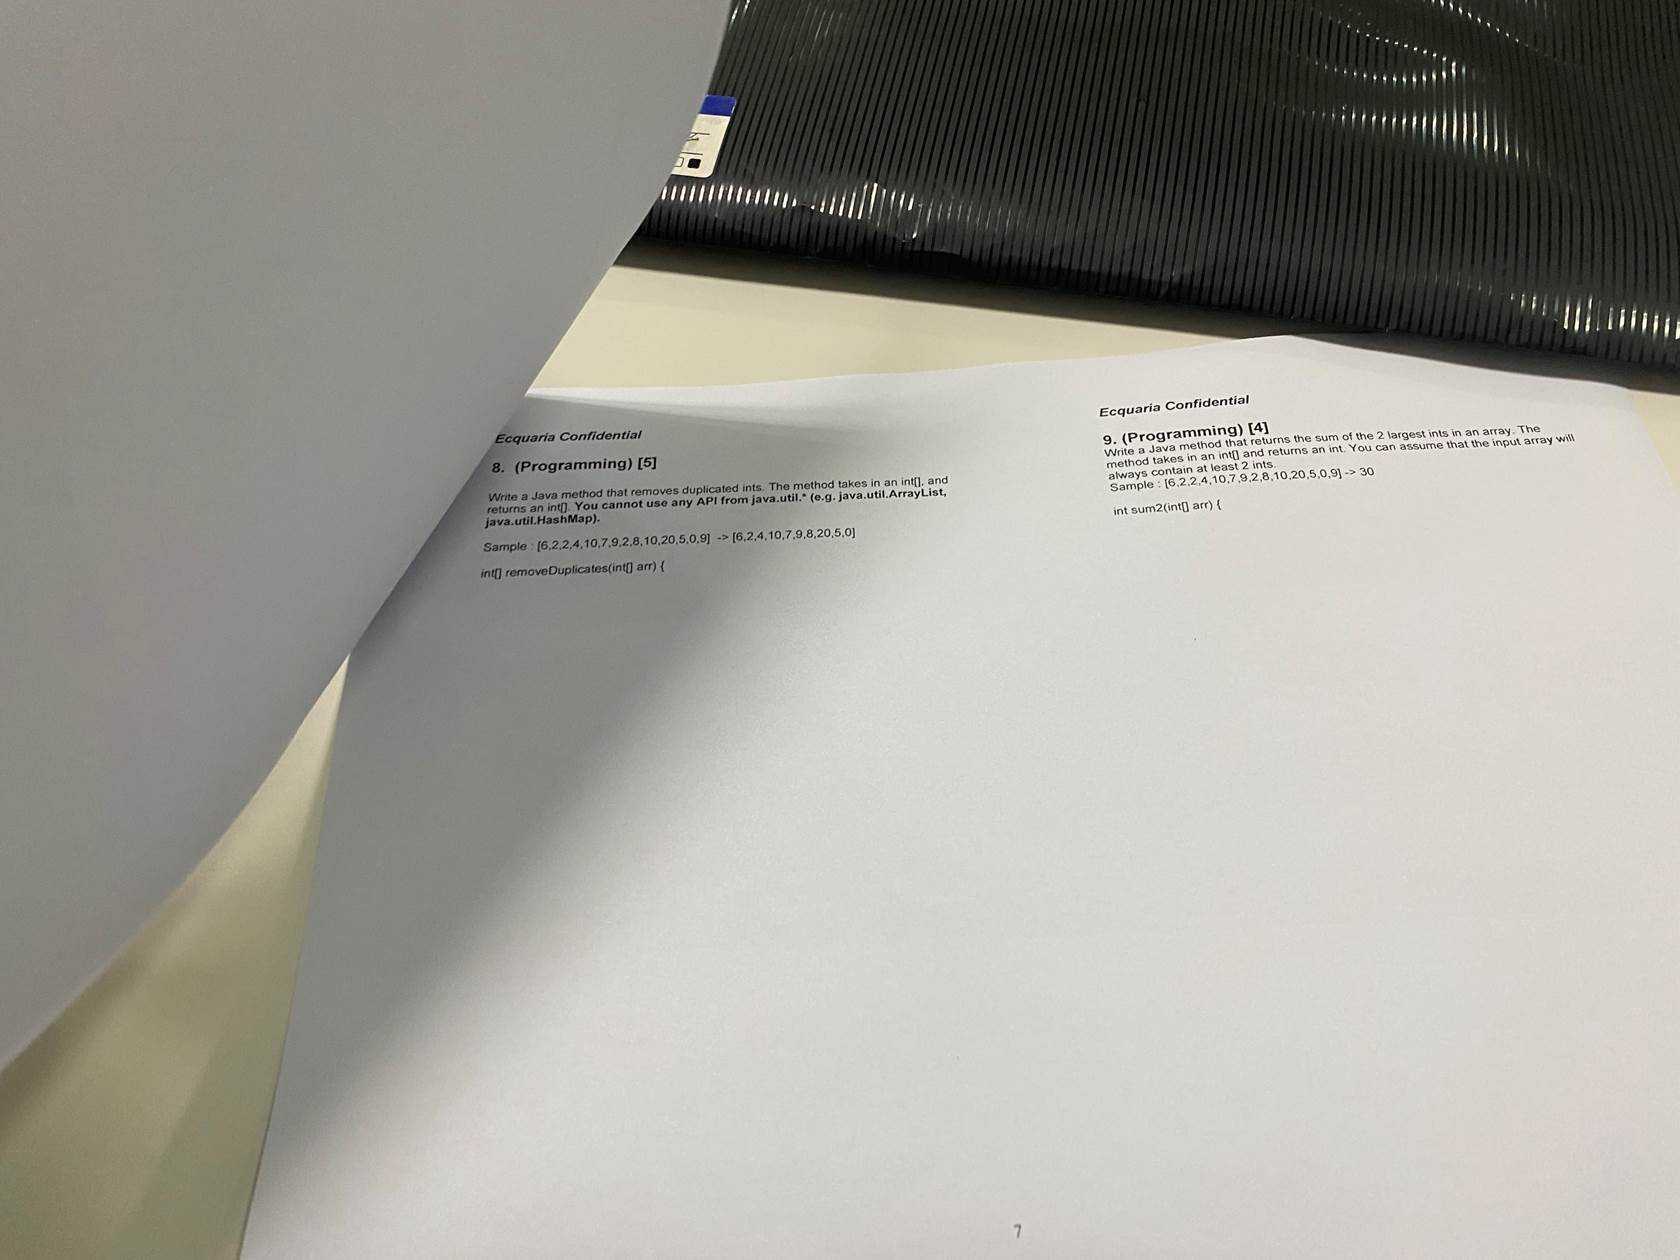 Ecquaria Confidential
8. (Programming) [5]
Write a Java method that removes duplicated ints. The method takes in an int[], and
returns an int[]. You cannot use any API from java.util.* (e.g. java.util.ArrayList,
java.util.HashMap).
Sample : [6,2,2,4,10,7,9,2,8,10,20,5,0,9] -> [6,2,4,10,7,9,8,20,5,0]
int[] removeDuplicates(int[] arr) {
Ecquaria Confidential
9. (Programming) [4]
Write a Java method that returns the sum of the 2 largest ints in an array. The
method takes in an int[] and returns an int. You can assume that the input array will
always contain at least 2 ints.
Sample : [6,2,2,4,10,7,9,2,8,10,20,5,0,9] -> 30
int sum2(int[] arr) {
7